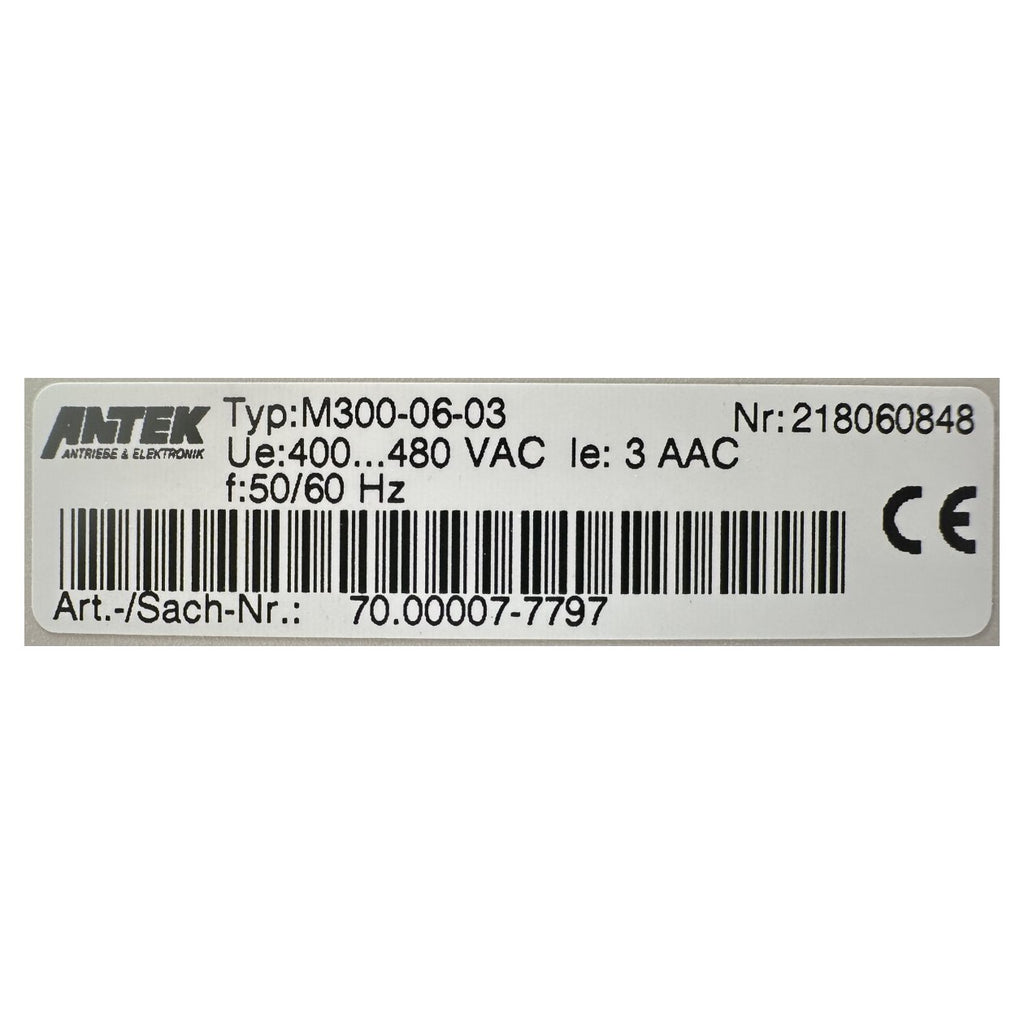 ANTEK
ANTRIEBE & ELEKTRONIK
Typ:M300-06-03
Nr:218060848
Ue:400...480 VAC Ie: 3 AAC
f:50/60 Hz
CE
Art.-/Sach-Nr.: 70.00007-7797